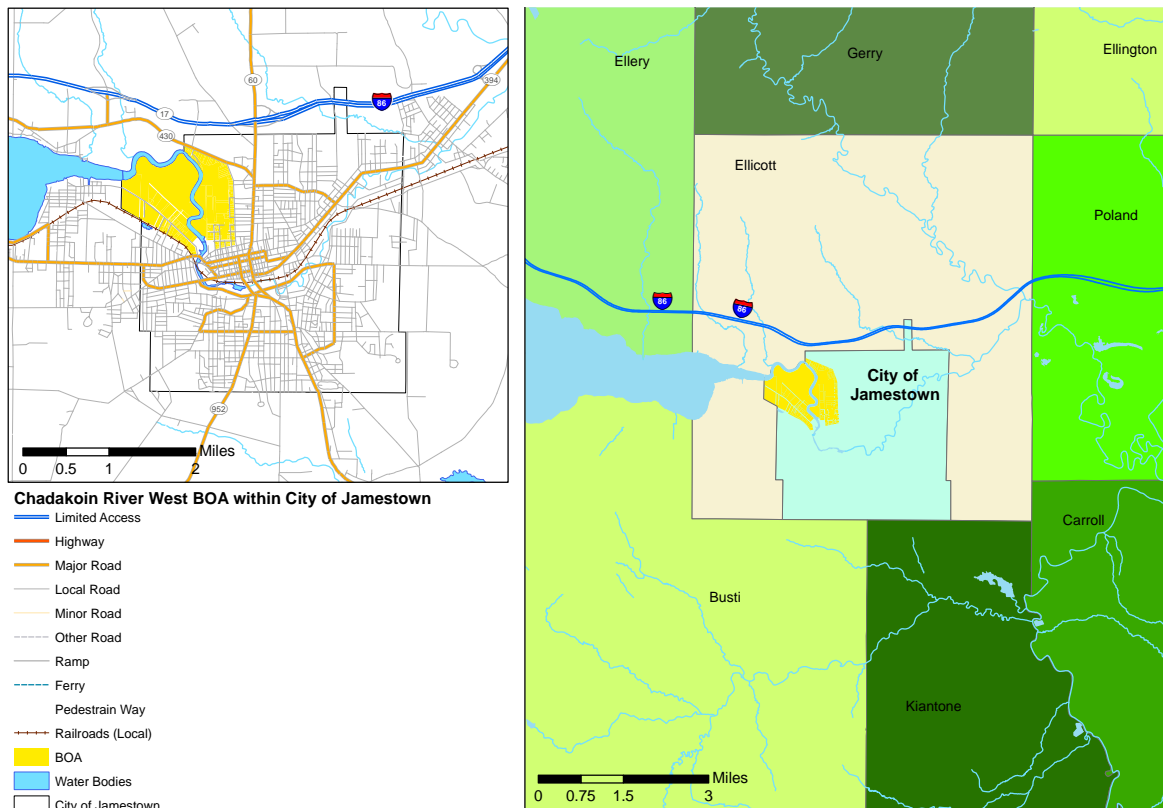 60
394
86
17
430
952
Miles
0 0.5 1 2
Chadakoin River West BOA within City of Jamestown
Limited Access
Highway
Major Road
Local Road
Minor Road
Other Road
Ramp
Ferry
Pedestrain Way
Railroads (Local)
BOA
Water Bodies
City of Jamestown
Ellery
Gerry
Ellington
Ellicott
Poland
86
86
City of
Jamestown
Carroll
Busti
Kiantone
Miles
0 0.75 1.5 3